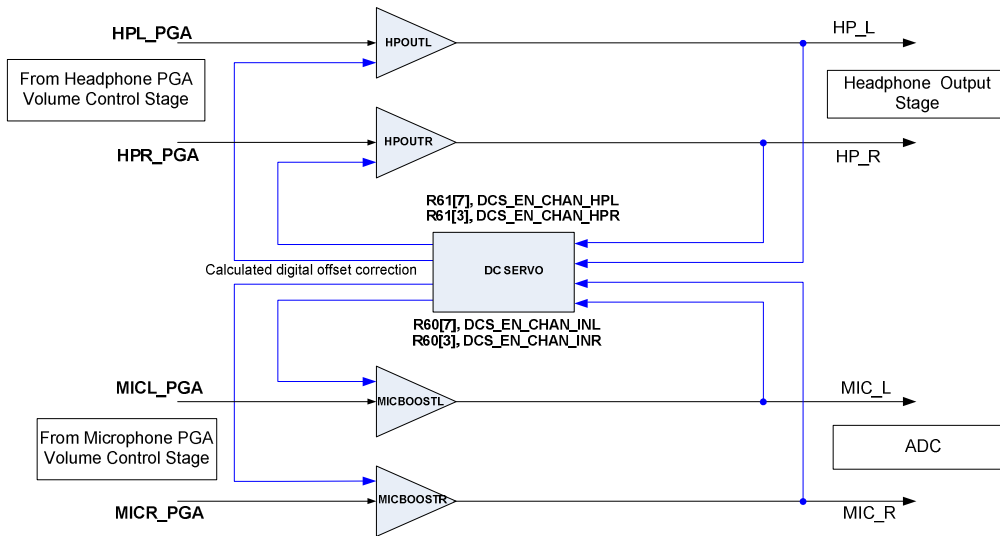 HPL_PGA
HPOUTL
HP_L
From Headphone PGA
Volume Control Stage
Headphone Output
Stage
HPR_PGA
HPOUTR
HP_R
R61[7], DCS_EN_CHAN_HPL
R61[3], DCS_EN_CHAN_HPR
Calculated digital offset correction
DC SERVO
R60[7], DCS_EN_CHAN_INL
R60[3], DCS_EN_CHAN_INR
MICL_PGA
MICBOOSTL
MIC_L
From Microphone PGA
Volume Control Stage
ADC
MICR_PGA
MICBOOSTR
MIC_R